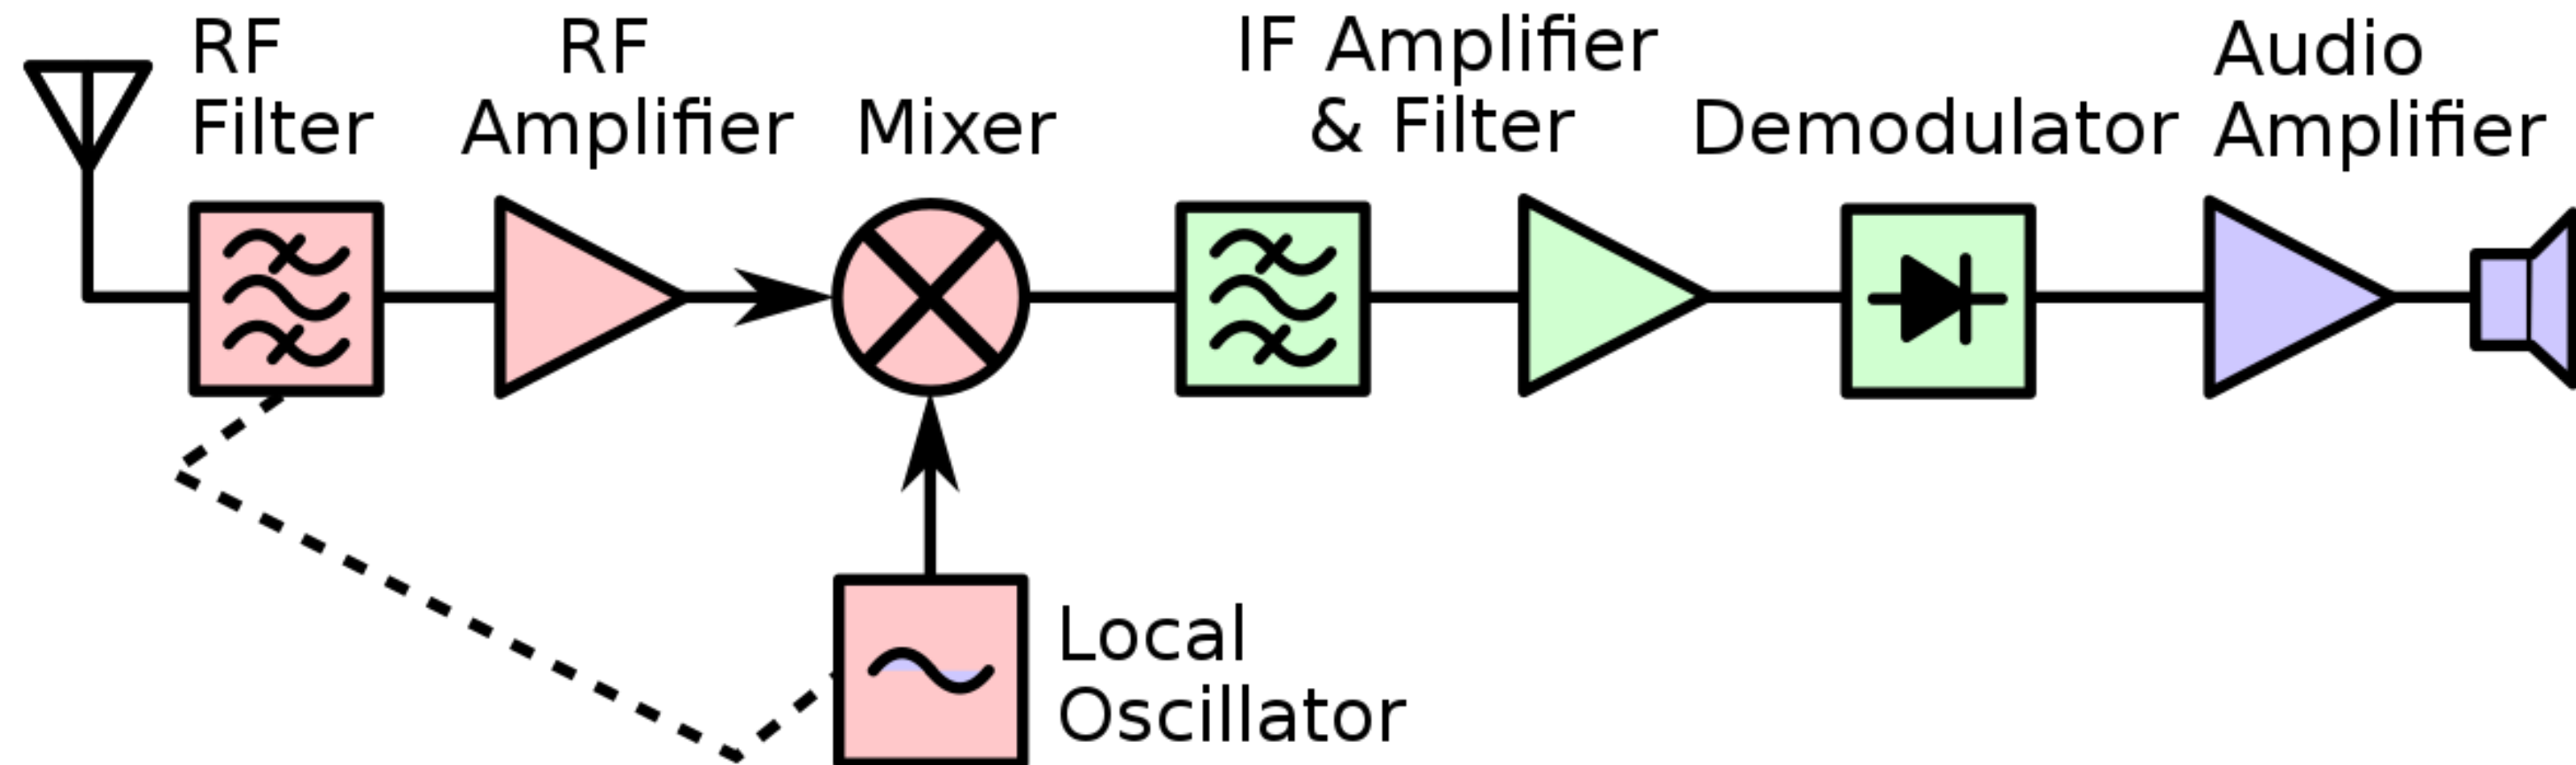 RF
Filter
RF
Amplifier
Mixer
IF Amplifier
& Filter
Demodulator
Audio
Amplifier
Local
Oscillator